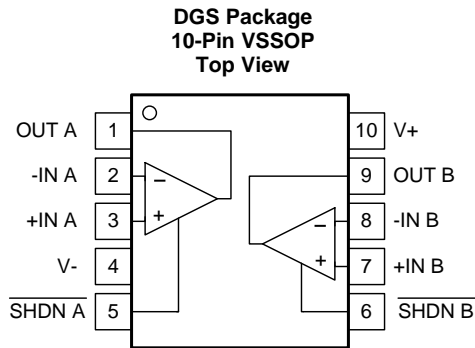 DGS Package
10-Pin VSSOP
Top View
OUT A 1 10 V+
-IN A 2 − 9 OUT B
+IN A 3 + − 8 -IN B
V- 4 + 7 +IN B
SHDN A 5 6 SHDN B